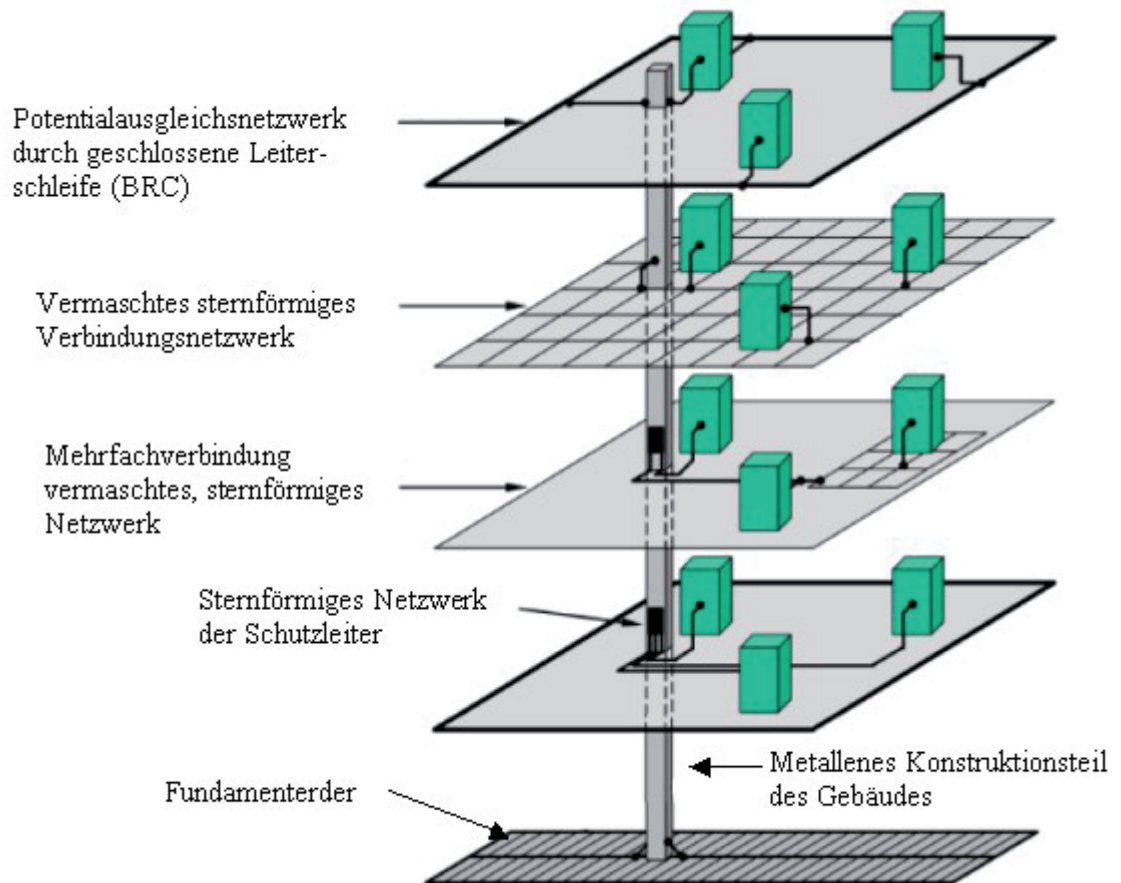 Potentialausgleichsnetzwerk
durch geschlossene Leiter-
schleife (BRC)
Vermaschtes sternförmiges
Verbindungsnetzwerk
Mehrfachverbindung
vermaschtes, sternförmiges
Netzwerk
Sternförmiges Netzwerk
der Schutzleiter
Metallenes Konstruktionsteil
des Gebäudes
Fundamenterder